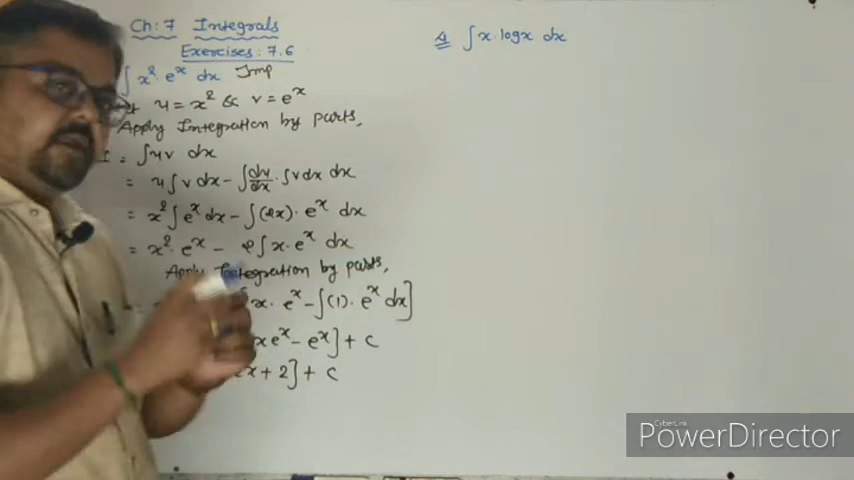 Ch: 7 Integrals
Exercises: 7.6
∫ x². eˣ dx Imp
u = x² & v = eˣ
Apply Integration by parts,
I = ∫uv dx
= u∫v dx - ∫du/dx . ∫v dx dx
= x² ∫eˣ dx - ∫(2x). eˣ dx
= x². eˣ - 2∫x. eˣ dx
Apply Integration by parts,
x. eˣ - ∫(1). eˣ dx]
xeˣ - eˣ] + c
x + 2] + c
Q ∫x.logx dx
CyberLink
PowerDirector